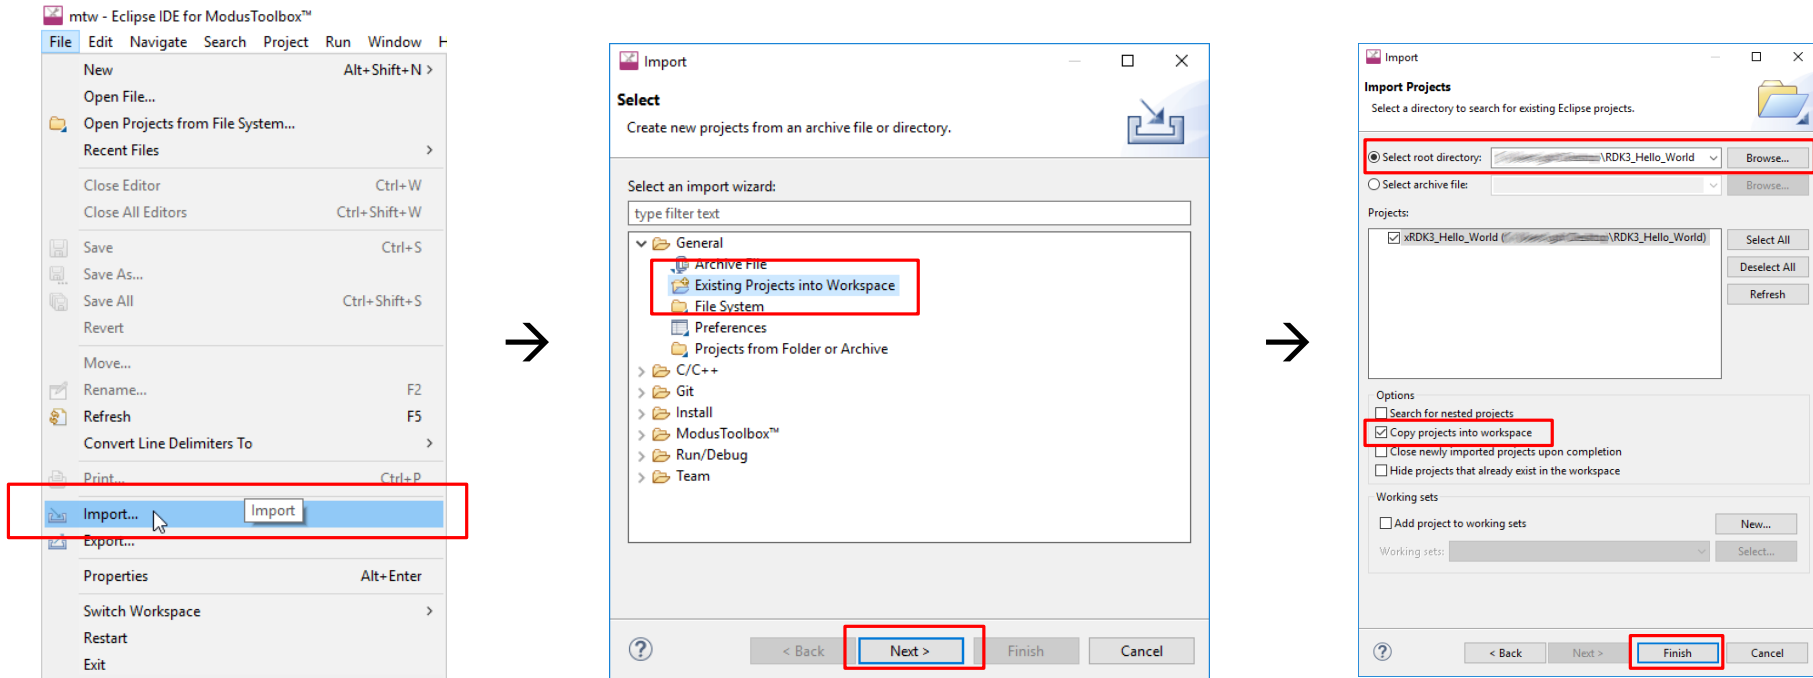 mtw - Eclipse IDE for ModusToolbox™
File Edit Navigate Search Project Run Window H
New Alt+Shift+N >
Open File...
Open Projects from File System...
Recent Files >
Close Editor Ctrl+W
Close All Editors Ctrl+Shift+W
Save Ctrl+S
Save As...
Save All Ctrl+Shift+S
Revert
Move...
Rename... F2
Refresh F5
Convert Line Delimiters To >
Print... Ctrl+P
Import... Import
Export...
Properties Alt+Enter
Switch Workspace >
Restart
Exit
→
Import
Select
Create new projects from an archive file or directory.
Select an import wizard:
type filter text
General
Archive File
Existing Projects into Workspace
File System
Preferences
Projects from Folder or Archive
C/C++
Git
Install
ModusToolbox™
Run/Debug
Team
? < Back Next > Finish Cancel
→
Import
Import Projects
Select a directory to search for existing Eclipse projects.
Select root directory: \RDK3_Hello_World Browse...
Select archive file: Browse...
Projects:
xRDK3_Hello_World ( \RDK3_Hello_World) Select All
Deselect All
Refresh
Options
Search for nested projects
Copy projects into workspace
Close newly imported projects upon completion
Hide projects that already exist in the workspace
Working sets
Add project to working sets New...
Working sets: Select...
? < Back Next > Finish Cancel